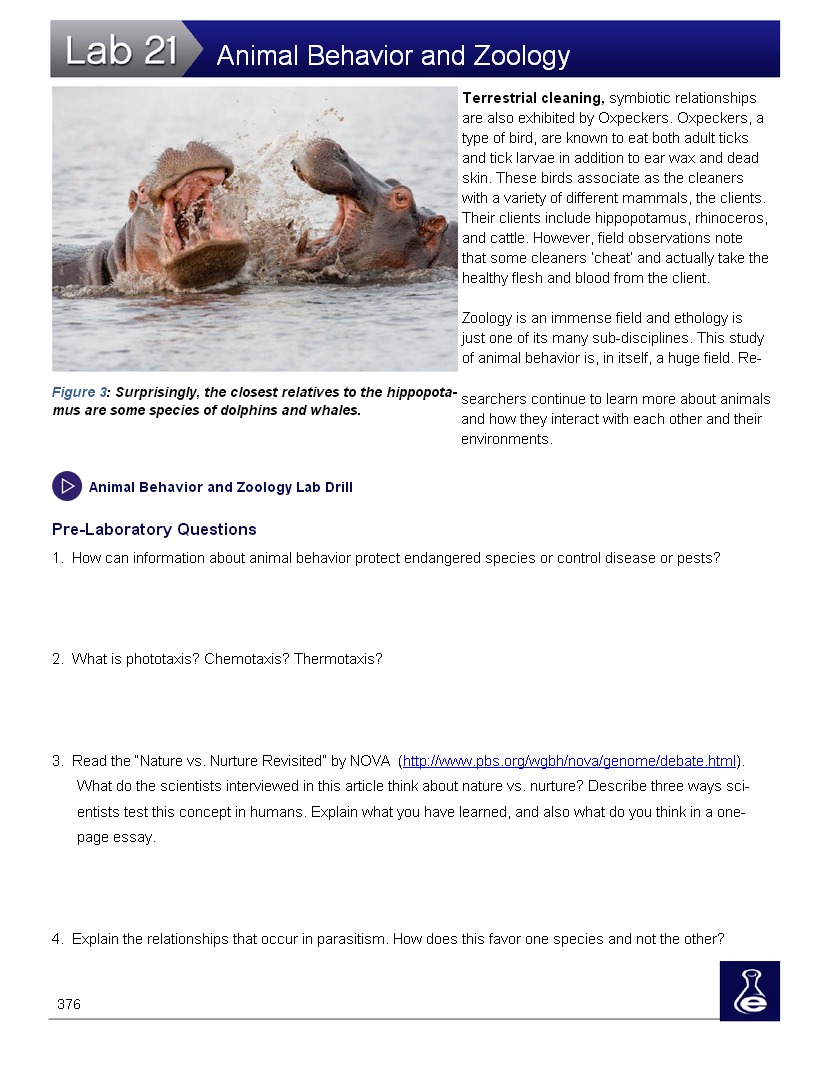 Lab 21
Animal Behavior and Zoology
Terrestrial cleaning, symbiotic relationships
are also exhibited by Oxpeckers. Oxpeckers, a
type of bird, are known to eat both adult ticks
and tick larvae in addition to ear wax and dead
skin. These birds associate as the cleaners
with a variety of different mammals, the clients.
Their clients include hippopotamus, rhinoceros,
and cattle. However, field observations note
that some cleaners 'cheat' and actually take the
healthy flesh and blood from the client.
Zoology is an immense field and ethology is
just one of its many sub-disciplines. This study
of animal behavior is, in itself, a huge field. Re-
searchers continue to learn more about animals
and how they interact with each other and their
environments.
Figure 3: Surprisingly, the closest relatives to the hippopota-
mus are some species of dolphins and whales.
Animal Behavior and Zoology Lab Drill
Pre-Laboratory Questions
1. How can information about animal behavior protect endangered species or control disease or pests?
2. What is phototaxis? Chemotaxis? Thermotaxis?
3. Read the "Nature vs. Nurture Revisited" by NOVA (http://www.pbs.org/wgbh/nova/genome/debate.html).
What do the scientists interviewed in this article think about nature vs. nurture? Describe three ways sci-
entists test this concept in humans. Explain what you have learned, and also what do you think in a one-
page essay.
4. Explain the relationships that occur in parasitism. How does this favor one species and not the other?
376
e